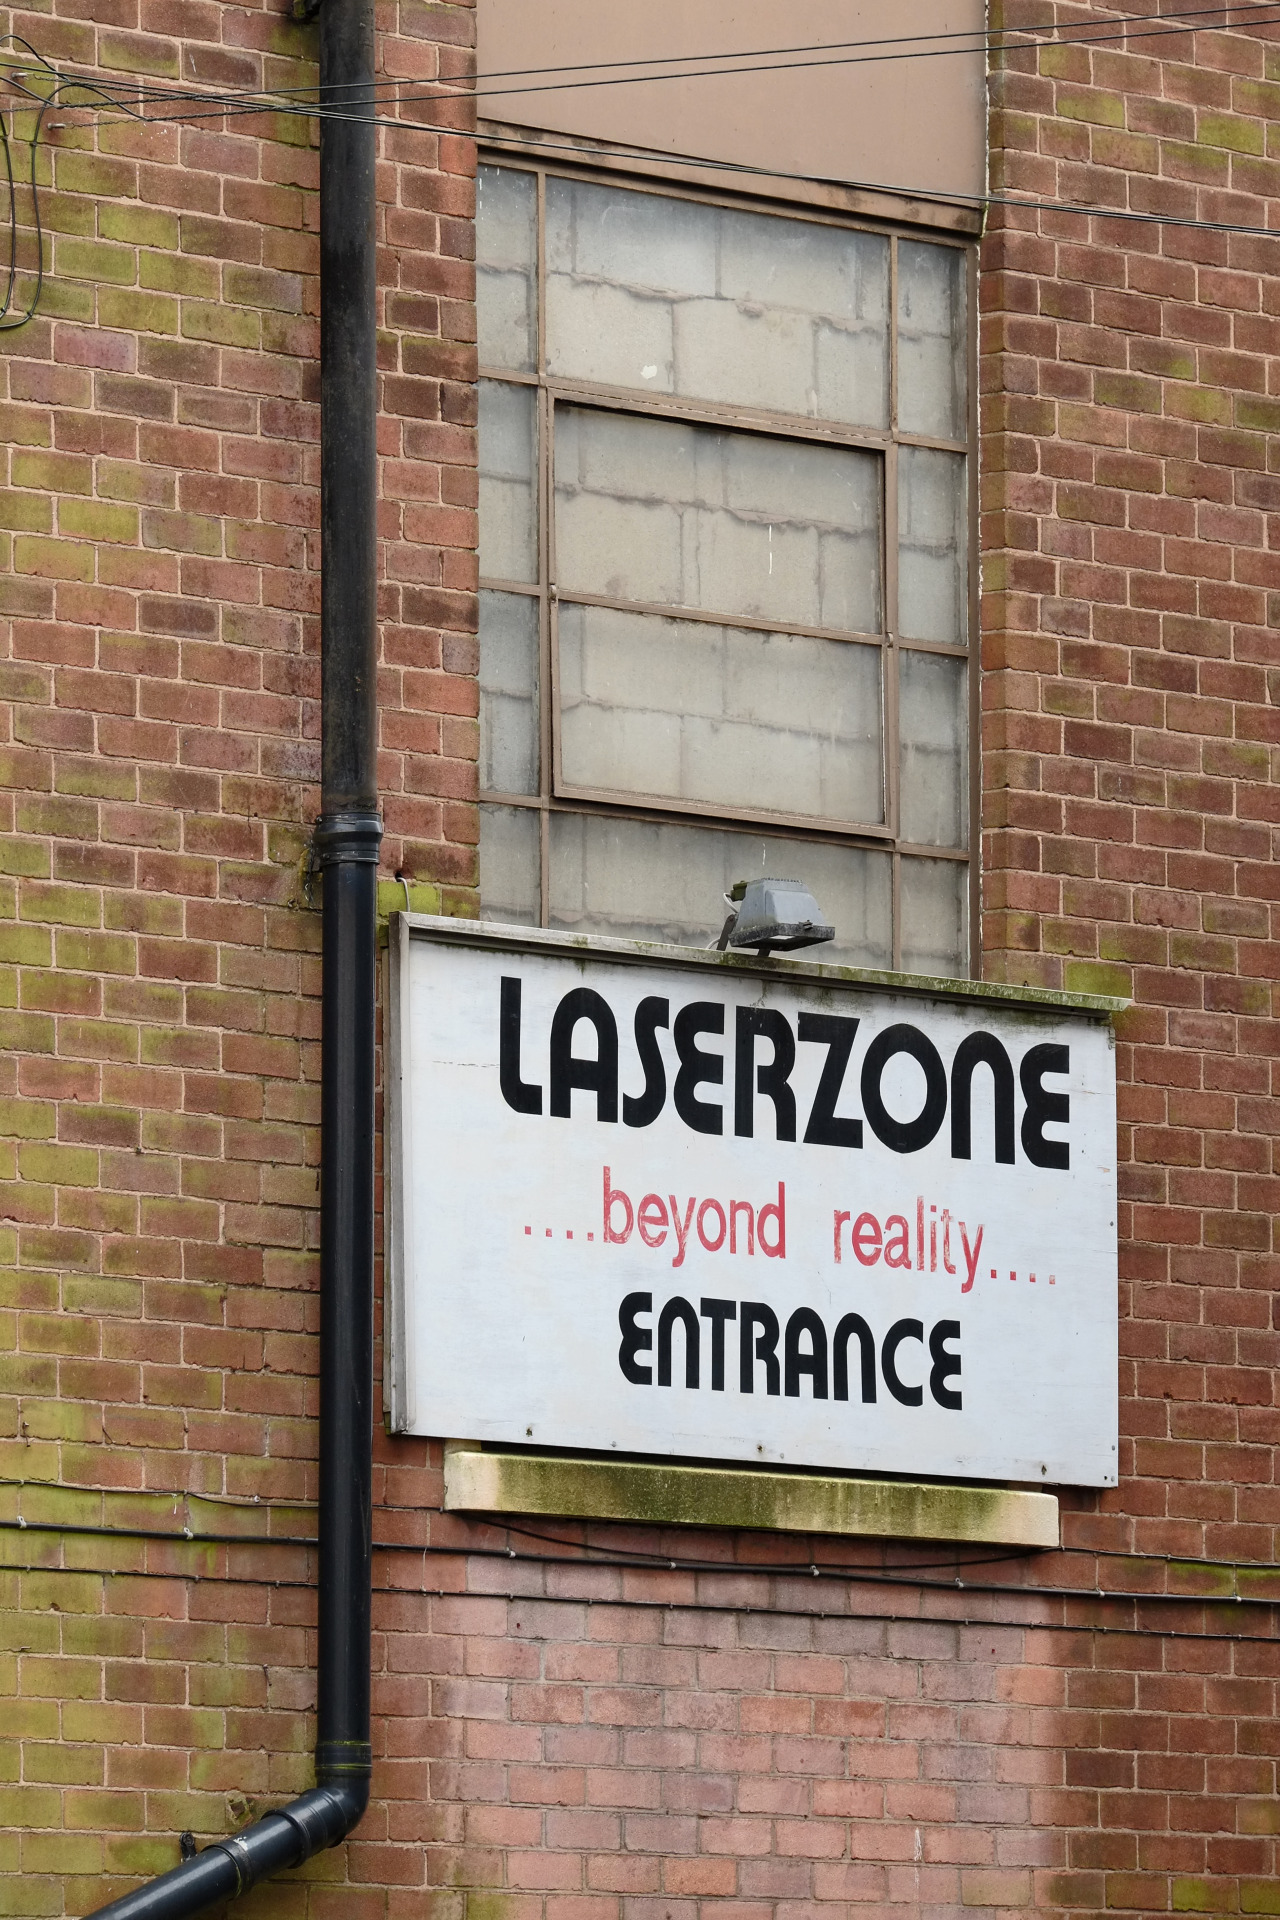 LASERZONE
....beyond reality....
ENTRANCE